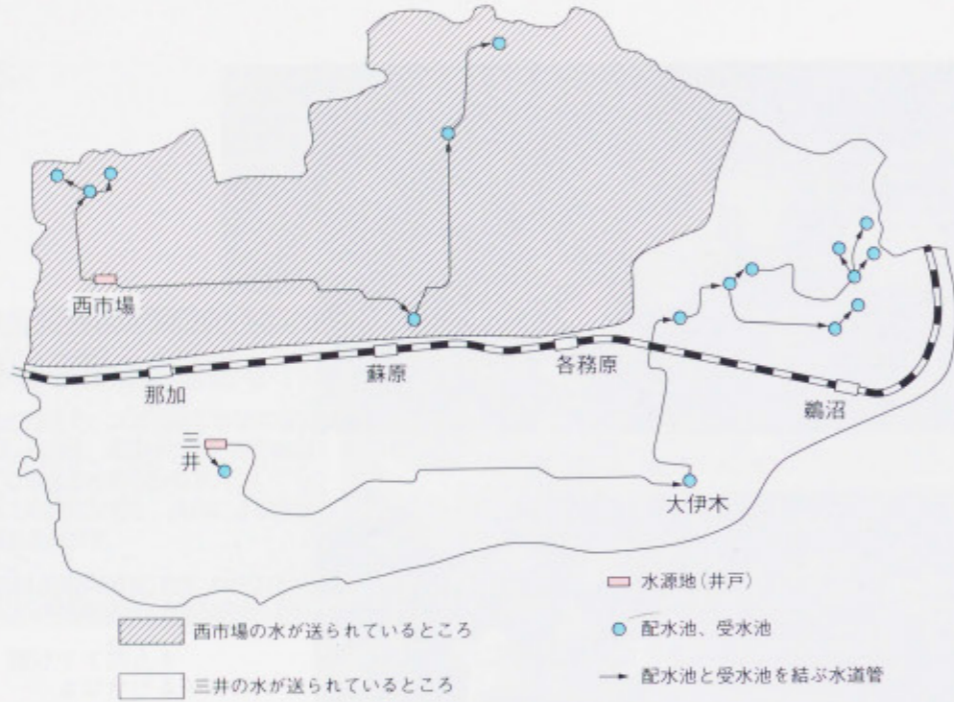 西市場
那加
蘇原
各務原
鵜沼
三井
大伊木
水源地(井戸)
西市場の水が送られているところ
配水池、受水池
三井の水が送られているところ
配水池と受水池を結ぶ水道管